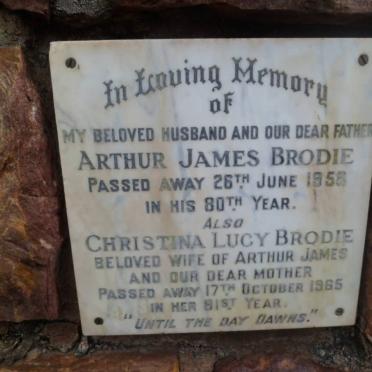 In Loving Memory
of
MY BELOVED HUSBAND AND OUR DEAR FATHER
ARTHUR JAMES BRODIE
PASSED AWAY 26TH JUNE 1958
IN HIS 80TH YEAR.
ALSO
CHRISTINA LUCY BRODIE
BELOVED WIFE OF ARTHUR JAMES
AND OUR DEAR MOTHER
PASSED AWAY 17TH OCTOBER 1965
IN HER 81ST YEAR.
"UNTIL THE DAY DAWNS."